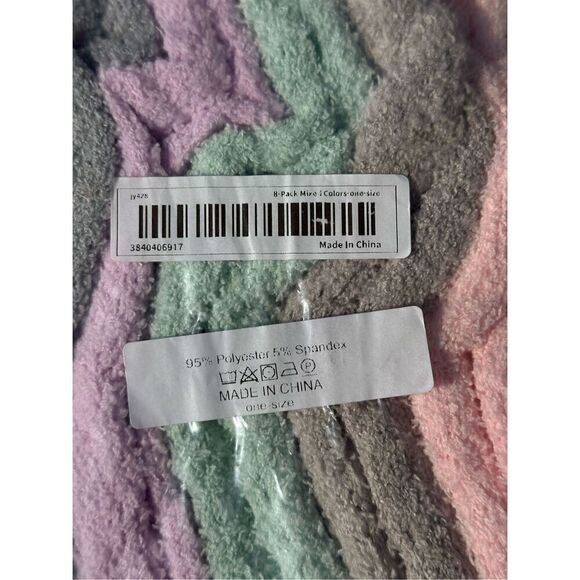 jy428 8-Pack Mixed Colors-one-size
3840406917 Made In China
95% Polyester 5% Spandex
P
MADE IN CHINA
one-size